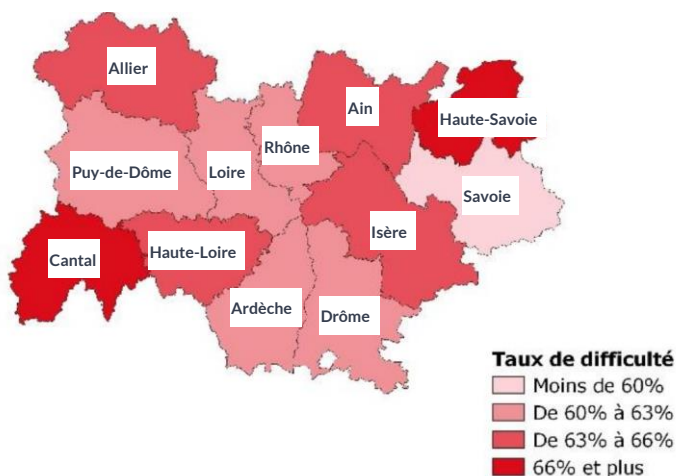 Allier
Ain
Haute-Savoie
Rhône
Puy-de-Dôme
Loire
Savoie
Isère
Haute-Loire
Cantal
Ardèche
Drôme
Taux de difficulté
Moins de 60%
De 60% à 63%
De 63% à 66%
66% et plus